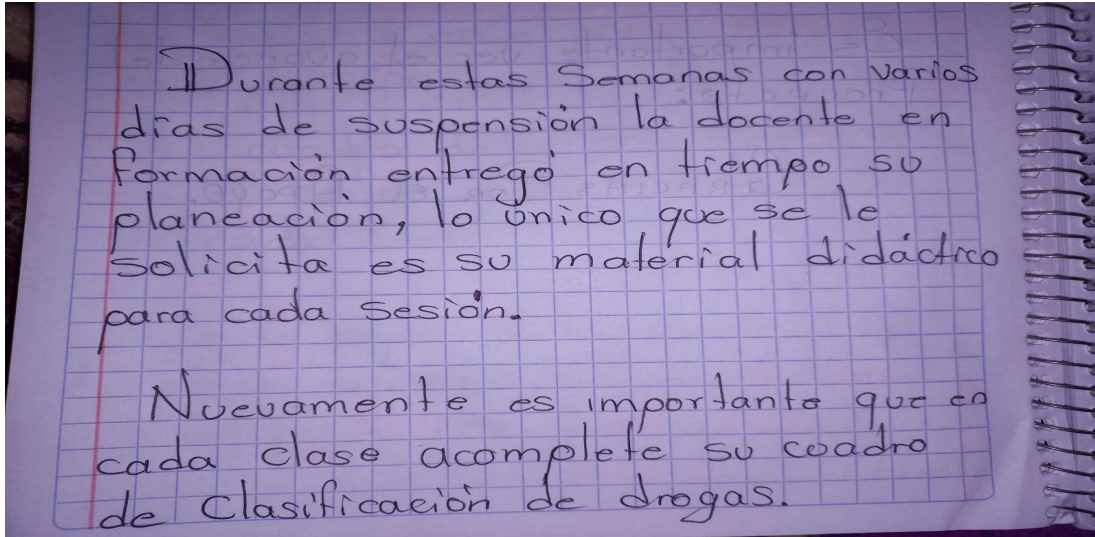 Durante estas Semanas con varios
días de suspensión la docente en
formación entregó en tiempo su
planeación, lo único que se le
solicita es su material didáctico
para cada sesión.
Nuevamente es importante que en
cada clase acomplete su cuadro
de Clasificación de drogas.